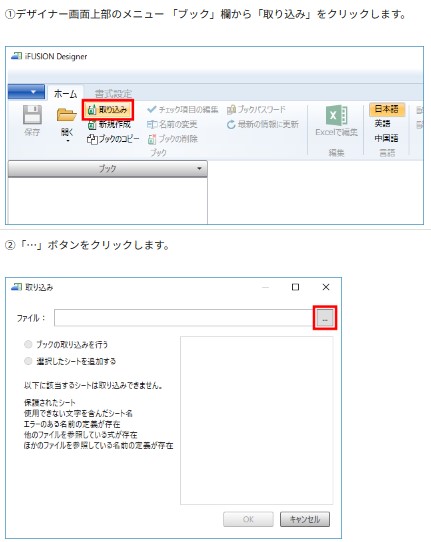 ①デザイナー画面上部のメニュー 「ブック」欄から「取り込み」をクリックします。
iFUSION Designer
ホーム 書式設定
保存
開く
取り込み
新規作成
ブックのコピー
チェック項目の編集
名前の変更
ブックの削除
ブックパスワード
最新の情報に更新
ブック
Excelで編集
編集
日本語
英語
中国語
言語
ブック
②「…」ボタンをクリックします。
取り込み
ファイル：
...
ブックの取り込みを行う
選択したシートを追加する
以下に該当するシートは取り込みできません。
保護されたシート
使用できない文字を含んだシート名
エラーのある名前の定義が存在
他のファイルを参照している式が存在
ほかのファイルを参照している名前の定義が存在
OK キャンセル